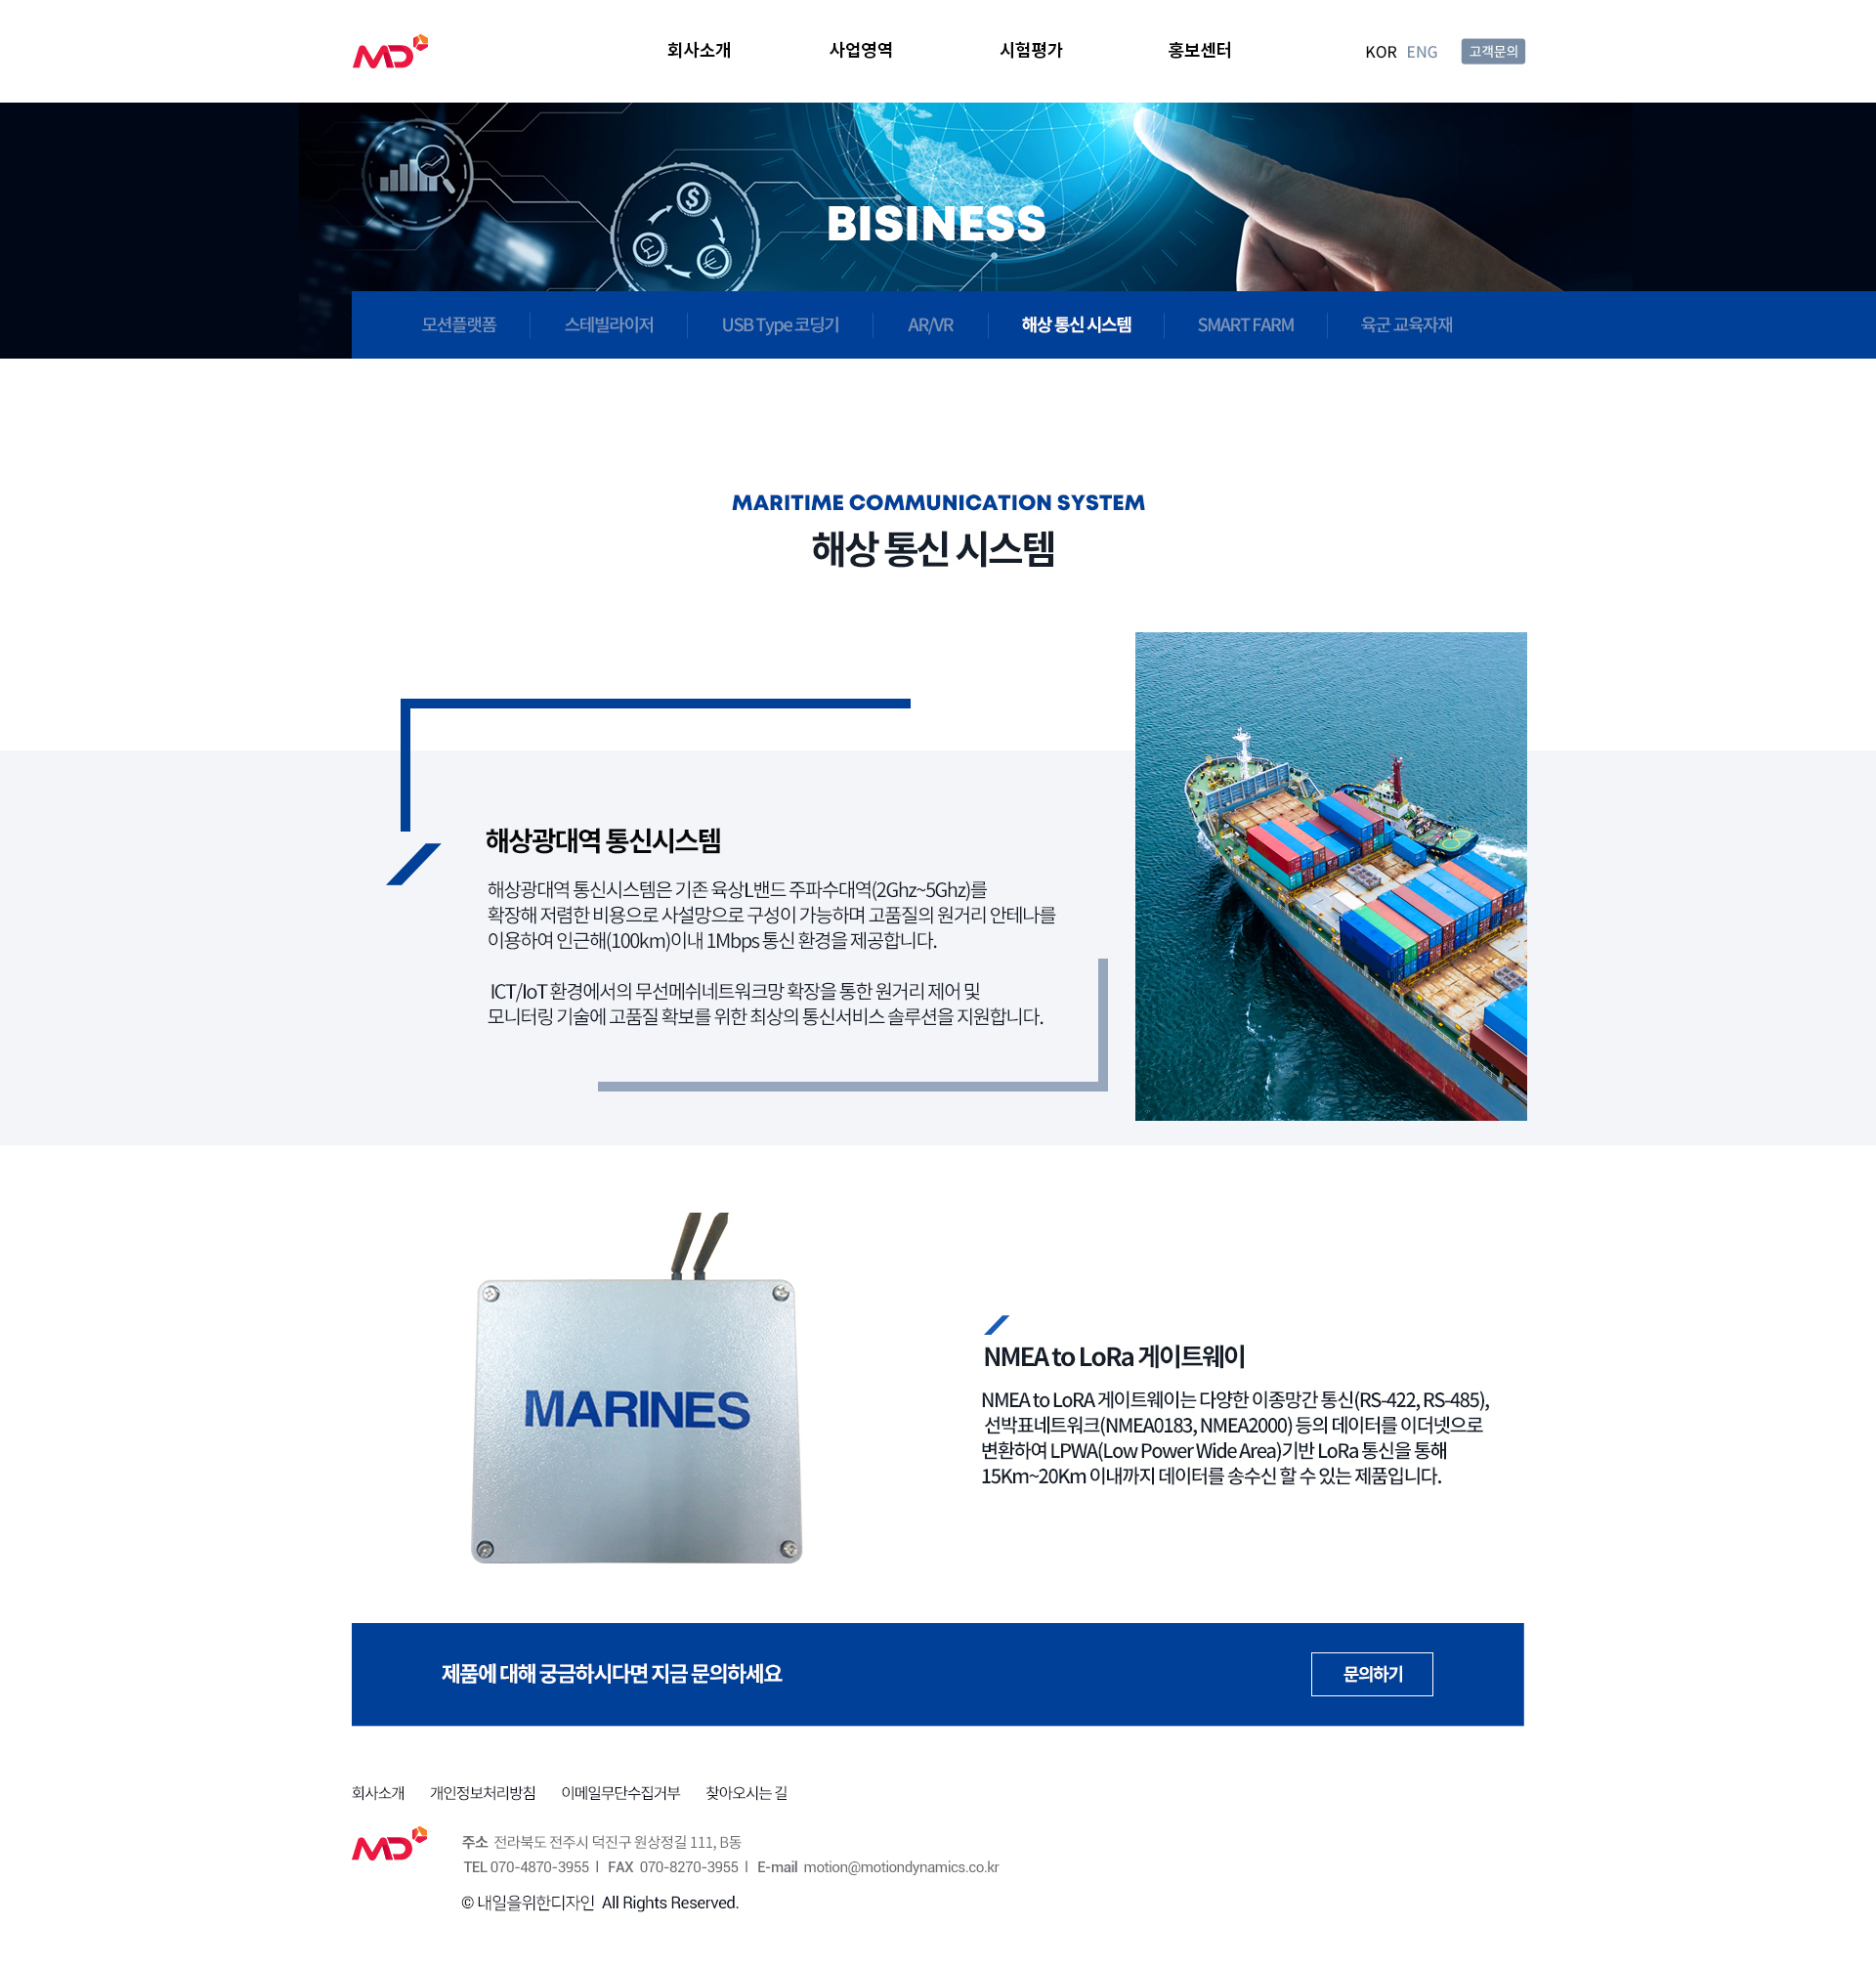 MD
회사소개
사업영역
시험평가
홍보센터
KOR ENG
고객문의
BISINESS
모션플랫폼
스테빌라이저
USB Type 코딩기
AR/VR
해상 통신 시스템
SMART FARM
육군 교육자재
MARITIME COMMUNICATION SYSTEM
해상 통신 시스템
해상광대역 통신시스템
해상광대역 통신시스템은 기존 육상L밴드 주파수대역(2Ghz~5Ghz)를
확장해 저렴한 비용으로 사설망으로 구성이 가능하며 고품질의 원거리 안테나를
이용하여 인근해(100km)이내 1Mbps 통신 환경을 제공합니다.
ICT/IoT 환경에서의 무선메쉬네트워크망 확장을 통한 원거리 제어 및
모니터링 기술에 고품질 확보를 위한 최상의 통신서비스 솔루션을 지원합니다.
MARINES
NMEA to LoRa 게이트웨이
NMEA to LoRA 게이트웨이는 다양한 이종망간 통신(RS-422, RS-485),
선박표네트워크(NMEA0183, NMEA2000) 등의 데이터를 이더넷으로
변환하여 LPWA(Low Power Wide Area)기반 LoRa 통신을 통해
15Km~20Km 이내까지 데이터를 송수신 할 수 있는 제품입니다.
제품에 대해 궁금하시다면 지금 문의하세요
문의하기
회사소개 개인정보처리방침 이메일무단수집거부 찾아오시는 길
MD
주소 전라북도 전주시 덕진구 원상정길 111, B동
TEL 070-4870-3955 l FAX 070-8270-3955 l E-mail motion@motiondynamics.co.kr
© 내일을위한디자인 All Rights Reserved.